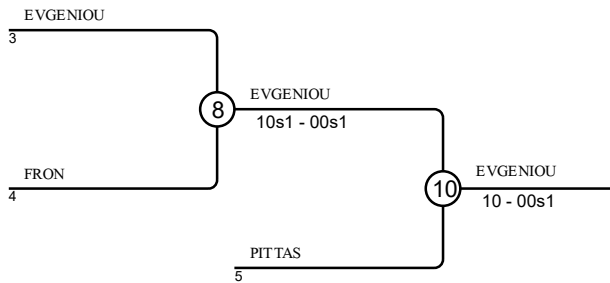 EVGENIOU
3
8
EVGENIOU
10s1 - 00s1
FRON
4
10
EVGENIOU
10 - 00s1
PITTAS
5